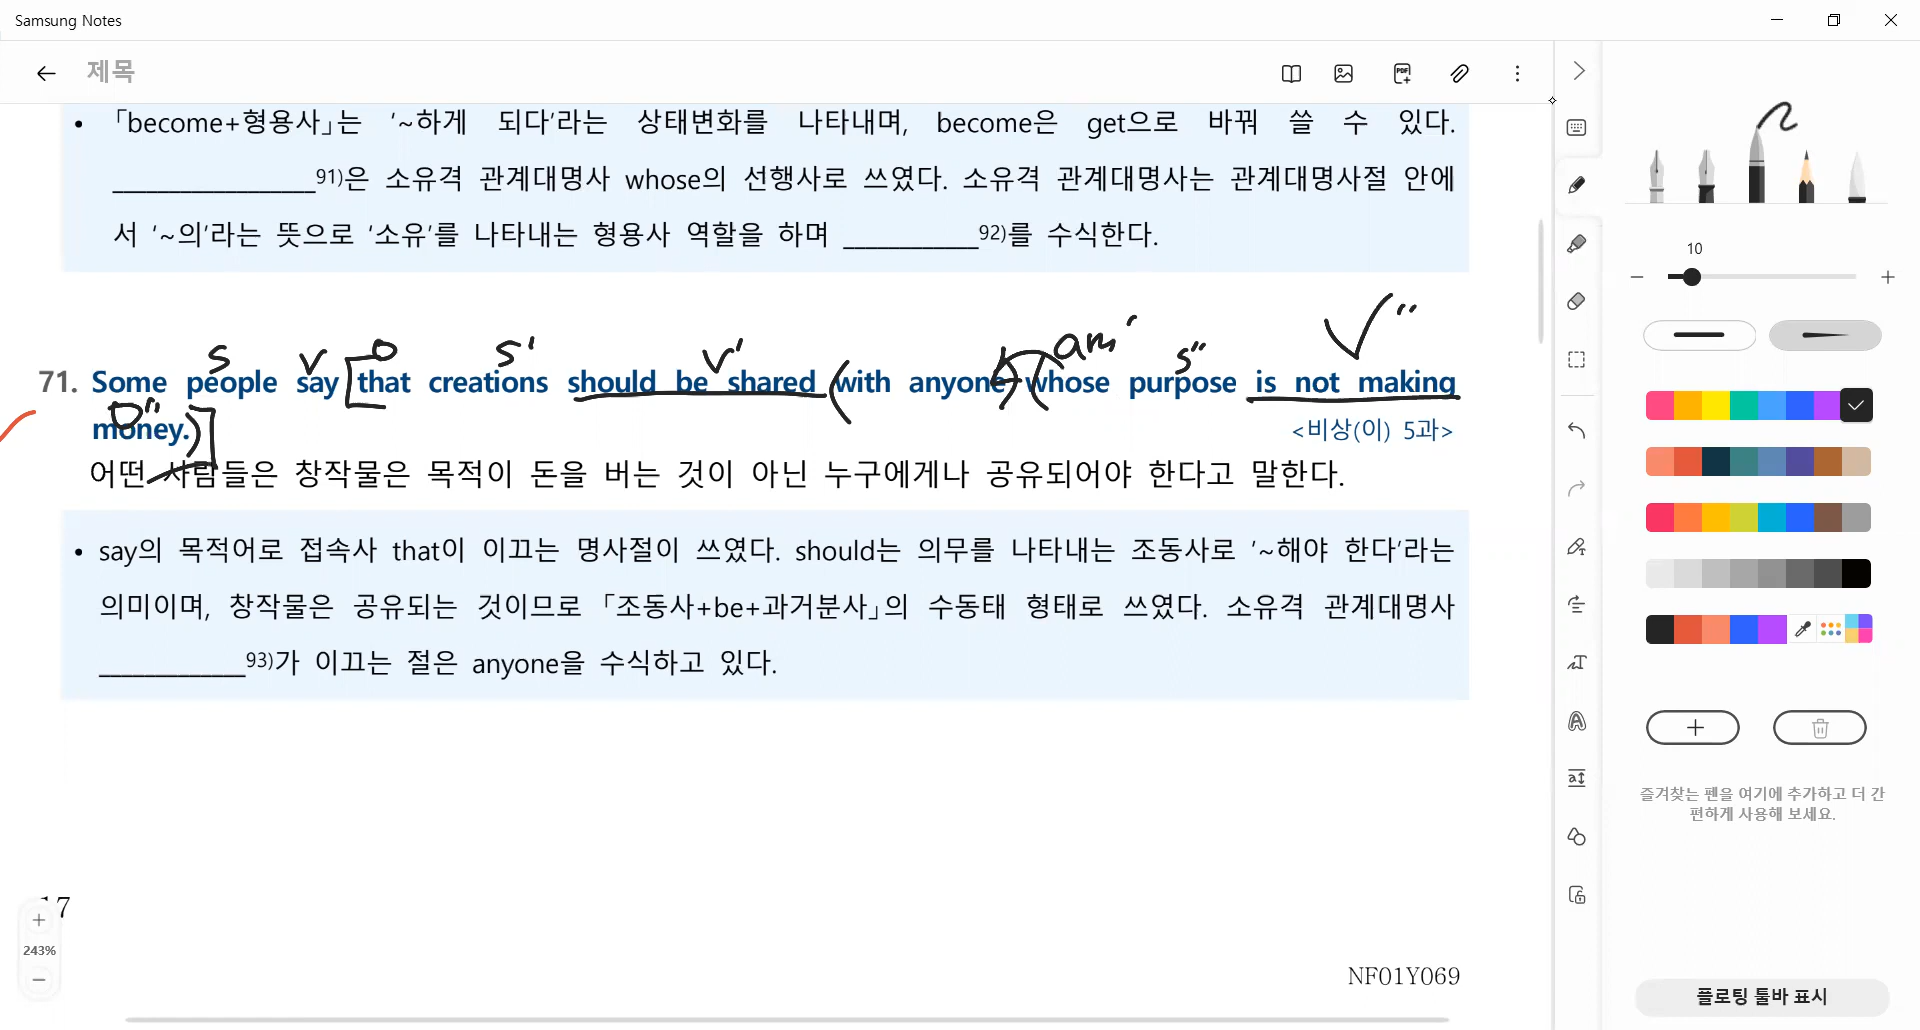 Samsung Notes
제목
• 「become+형용사」는 '~하게 되다'라는 상태변화를 나타내며, become은 get으로 바꿔 쓸 수 있다.
_______________91)은 소유격 관계대명사 whose의 선행사로 쓰였다. 소유격 관계대명사는 관계대명사절 안에
서 '~의'라는 뜻으로 '소유'를 나타내는 형용사 역할을 하며 __________92)를 수식한다.
s v o s' v' am' s'' v''
71. Some people say that creations should be shared with anyone whose purpose is not making
o''
money.
<비상(이) 5과>
어떤 사람들은 창작물은 목적이 돈을 버는 것이 아닌 누구에게나 공유되어야 한다고 말한다.
• say의 목적어로 접속사 that이 이끄는 명사절이 쓰였다. should는 의무를 나타내는 조동사로 '~해야 한다'라는
의미이며, 창작물은 공유되는 것이므로 「조동사+be+과거분사」의 수동태 형태로 쓰였다. 소유격 관계대명사
___________93)가 이끄는 절은 anyone을 수식하고 있다.
17
243%
NF01Y069
10
즐겨찾는 펜을 여기에 추가하고 더 간
편하게 사용해 보세요.
플로팅 툴바 표시